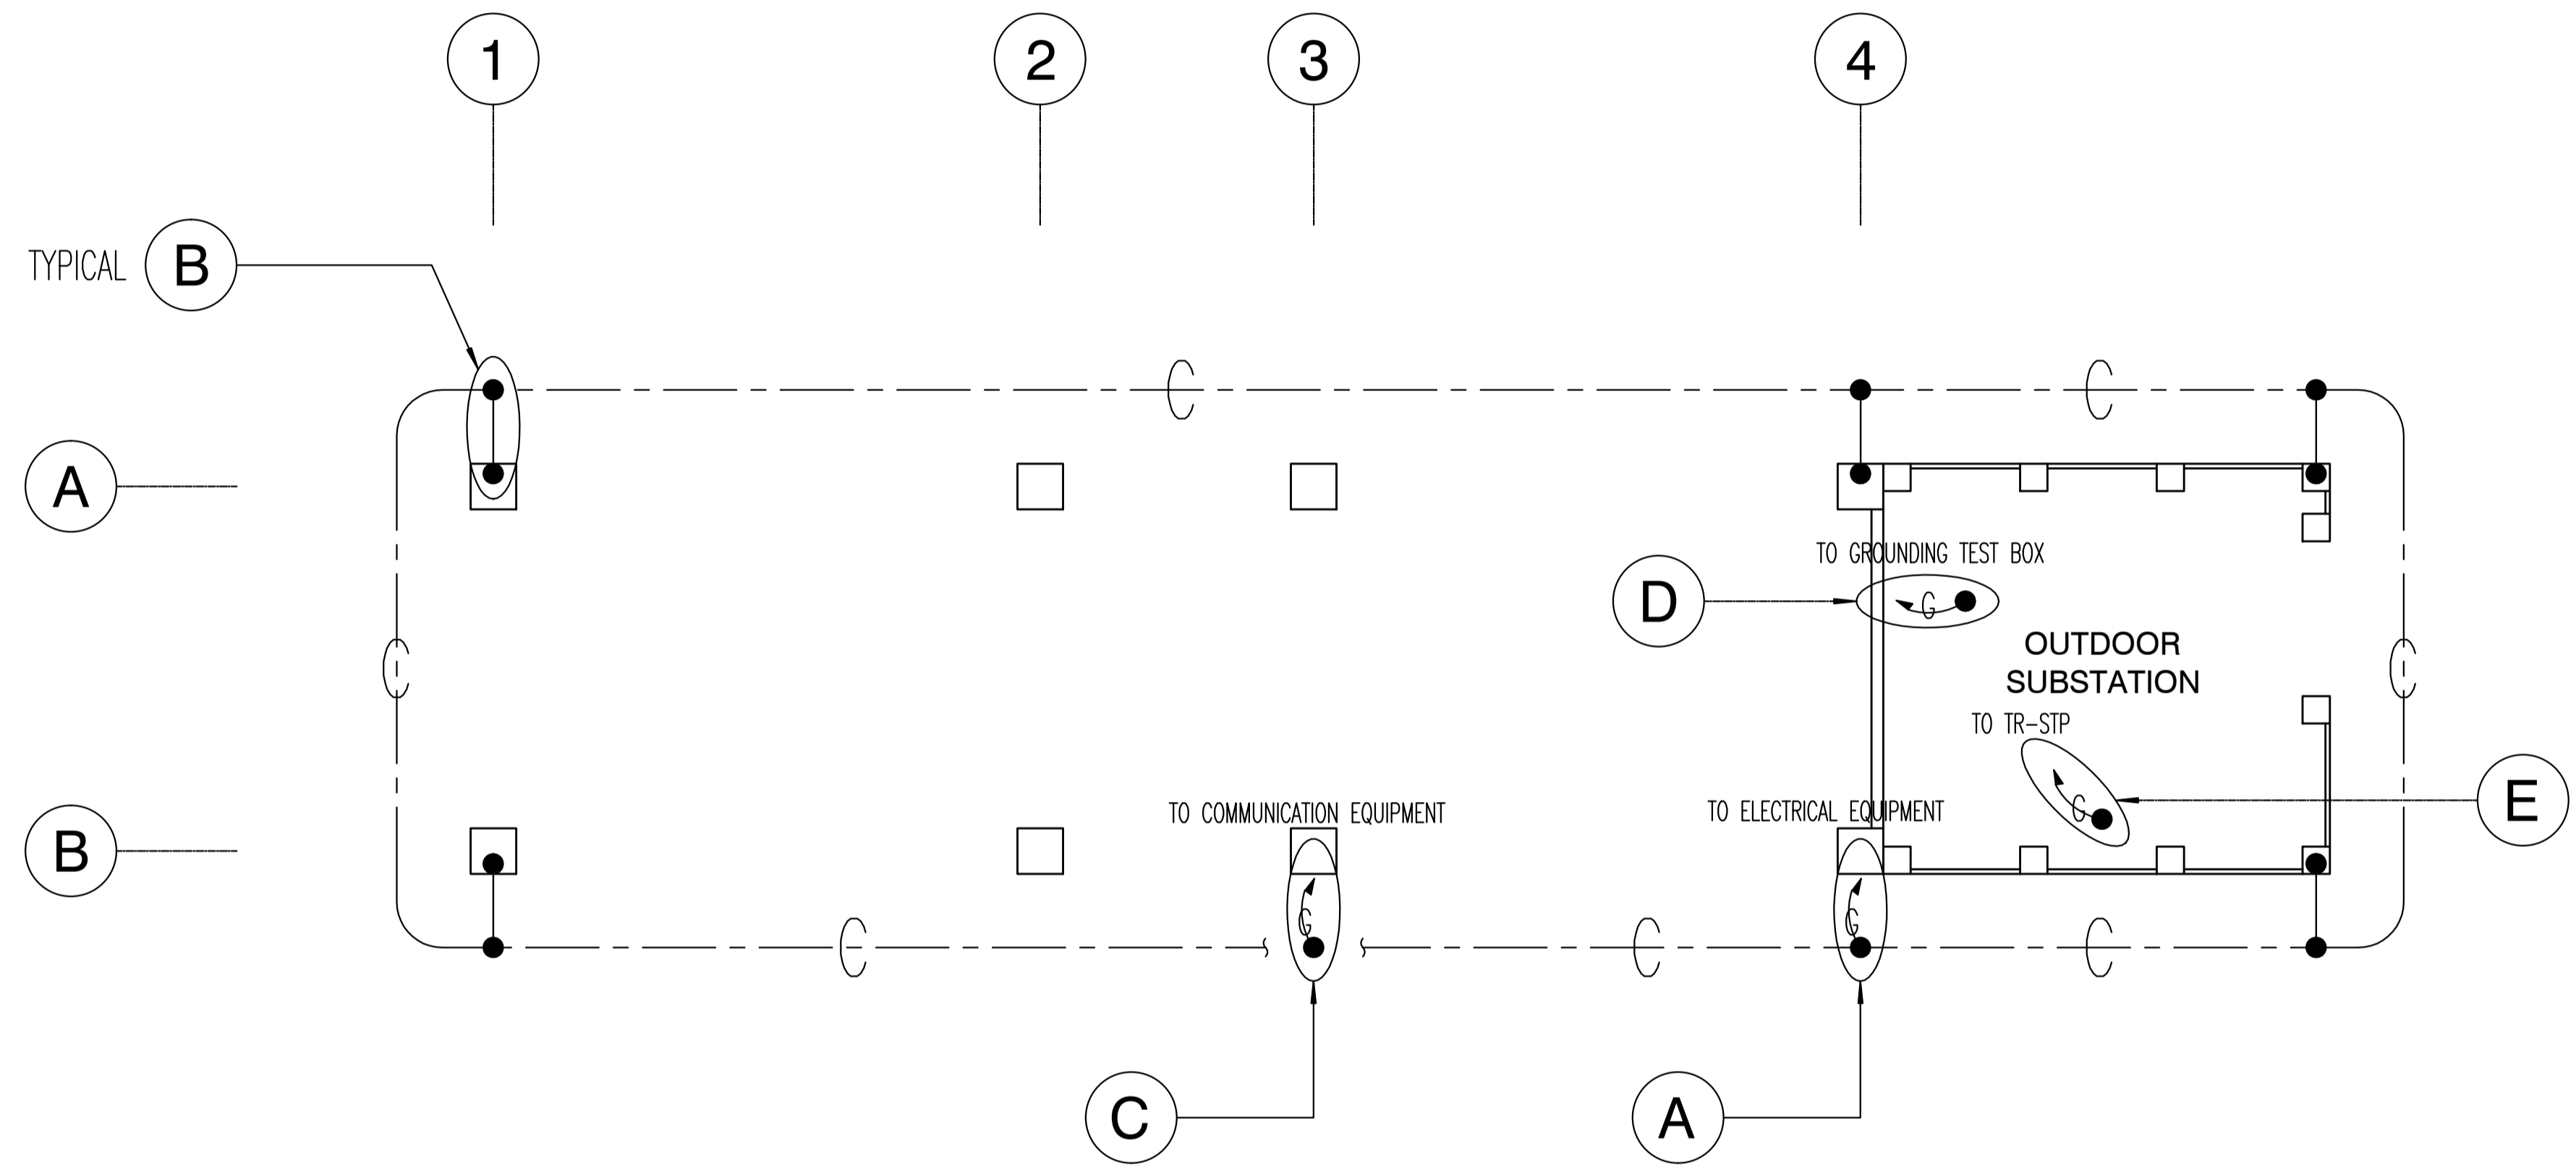 1
2
3
4
TYPICAL B
A
TO GROUNDING TEST BOX
D
G
OUTDOOR
SUBSTATION
TO TR-STP
E
G
TO COMMUNICATION EQUIPMENT
TO ELECTRICAL EQUIPMENT
B
G
G
C
A